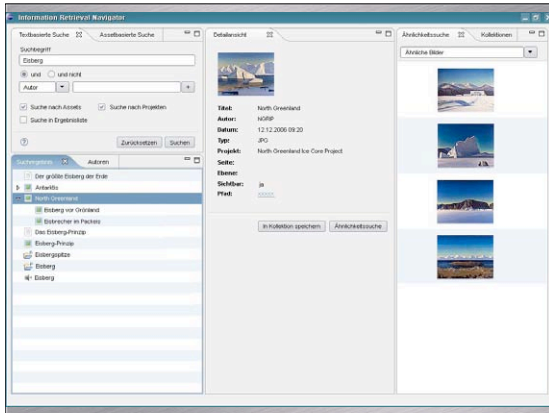 Information Retrieval Navigator
Textbasierte Suche
Assetbasierte Suche
Suchbegriff
Eisberg
und
und nicht
Autor
Suche nach Assets
Suche nach Projekten
Suche in Ergebnisliste
Zurücksetzen
Suchen
Suchergebnis
Autoren
Der größte Eisberg der Erde
Antarktis
North Greenland
Eisberg vor Grönland
Eisbrecher im Packeis
Das Eisberg-Prinzip
Eisberg-Prinzip
Eisbergspitze
Eisberg
Eisberg
Detailansicht
Titel: North Greenland
Autor: NGRIP
Datum: 12.12.2006 09:20
Typ: JPG
Projekt: North Greenland Ice Core Project
Seite:
Ebene:
Sichtbar: ja
Pfad:
In Kollektion speichern
Ähnlichkeitssuche
Ähnlichkeitssuche
Kollektionen
Ähnliche Bilder